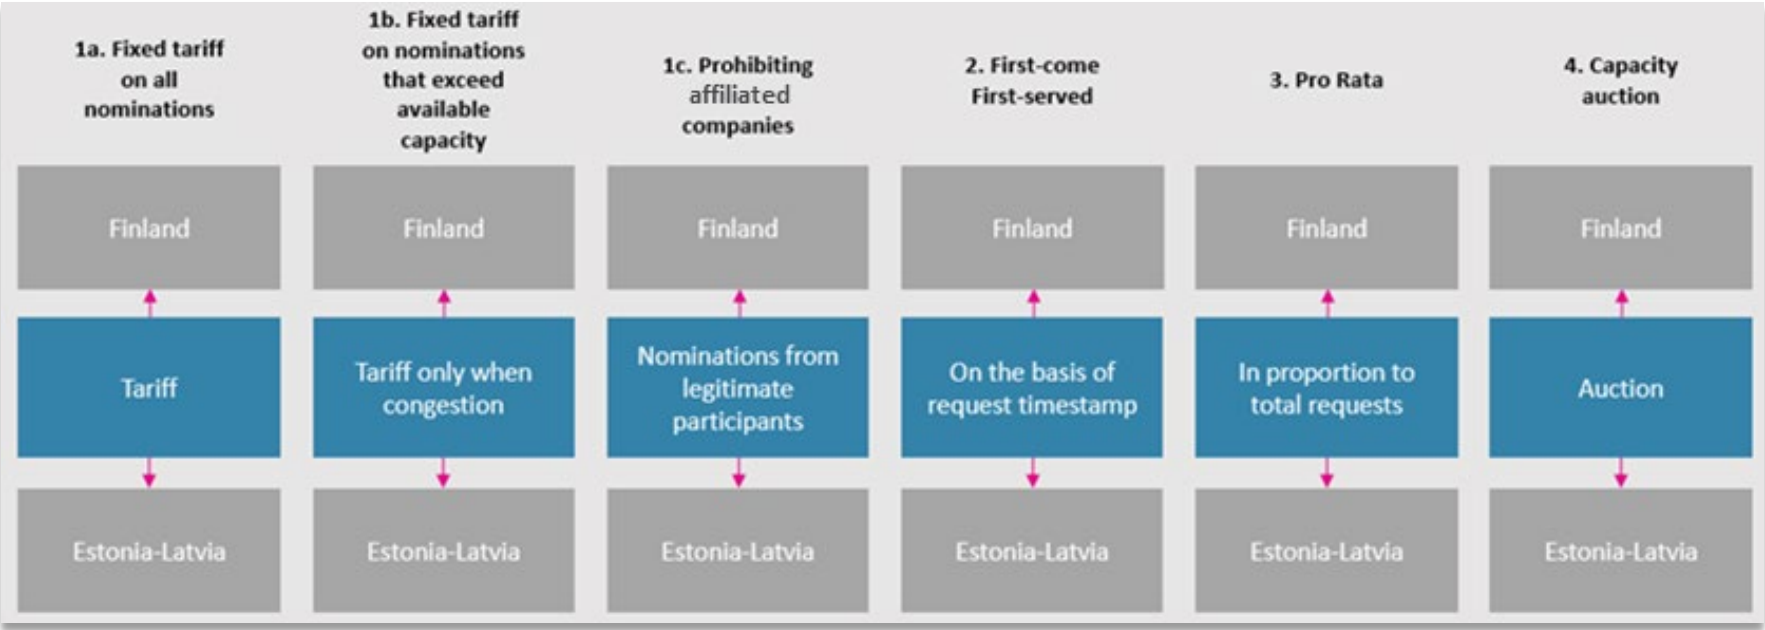 1a. Fixed tariff
on all
nominations
1b. Fixed tariff
on nominations
that exceed
available
capacity
1c. Prohibiting
affiliated
companies
2. First-come
First-served
3. Pro Rata
4. Capacity
auction
Finland
Finland
Finland
Finland
Finland
Finland
Tariff
Tariff only when
congestion
Nominations from
legitimate
participants
On the basis of
request timestamp
In proportion to
total requests
Auction
Estonia-Latvia
Estonia-Latvia
Estonia-Latvia
Estonia-Latvia
Estonia-Latvia
Estonia-Latvia